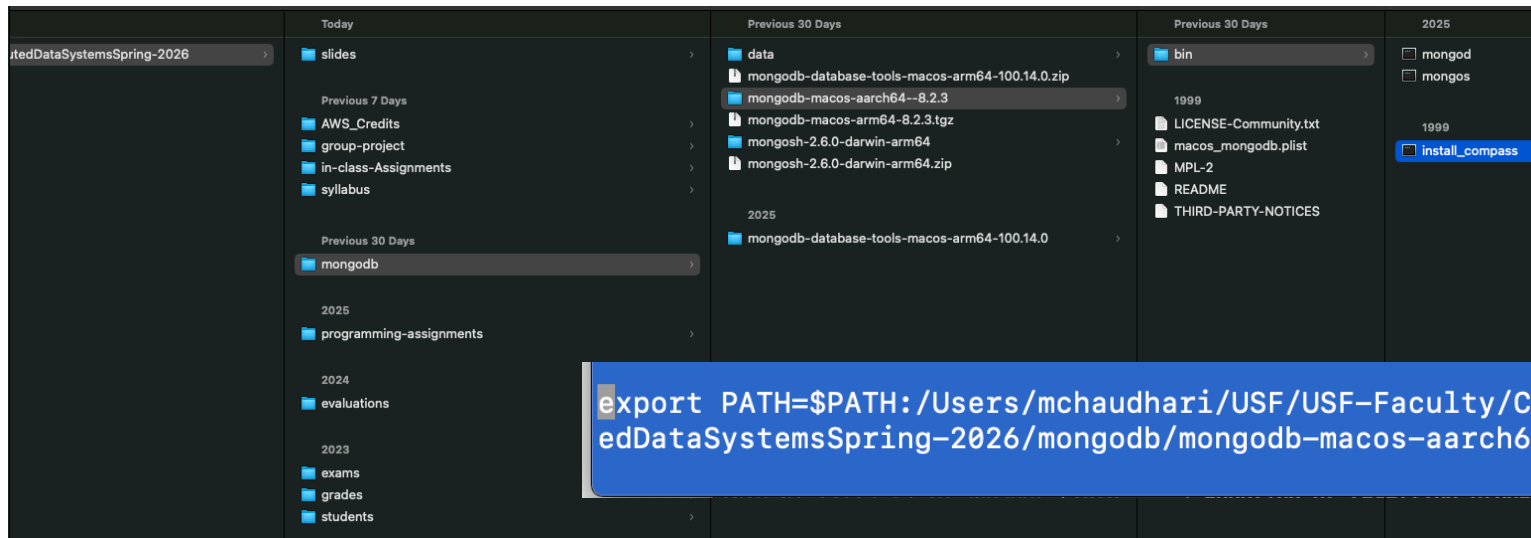 utedDataSystemsSpring-2026
Today
slides
Previous 7 Days
AWS_Credits
group-project
in-class-Assignments
syllabus
Previous 30 Days
mongodb
2025
programming-assignments
2024
evaluations
2023
exams
grades
students
Previous 30 Days
data
mongodb-database-tools-macos-arm64-100.14.0.zip
mongodb-macos-aarch64--8.2.3
mongodb-macos-arm64-8.2.3.tgz
mongosh-2.6.0-darwin-arm64
mongosh-2.6.0-darwin-arm64.zip
2025
mongodb-database-tools-macos-arm64-100.14.0
Previous 30 Days
bin
1999
LICENSE-Community.txt
macos_mongodb.plist
MPL-2
README
THIRD-PARTY-NOTICES
2025
mongod
mongos
1999
install_compass
export PATH=$PATH:/Users/mchaudhari/USF/USF-Faculty/C
edDataSystemsSpring-2026/mongodb/mongodb-macos-aarch6